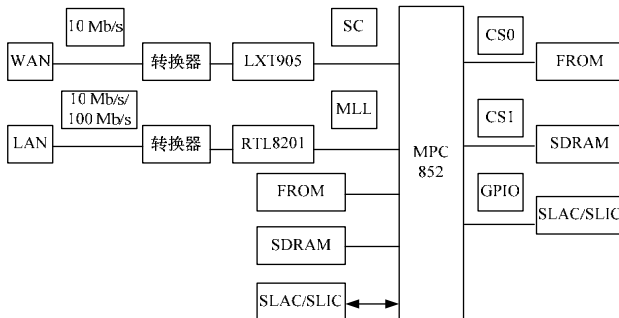 10 Mb/s
SC
CS0
WAN
转换器
LXT905
FROM
10 Mb/s/
100 Mb/s
MLL
CS1
LAN
转换器
RTL8201
MPC
852
SDRAM
FROM
GPIO
SLAC/SLIC
SDRAM
SLAC/SLIC